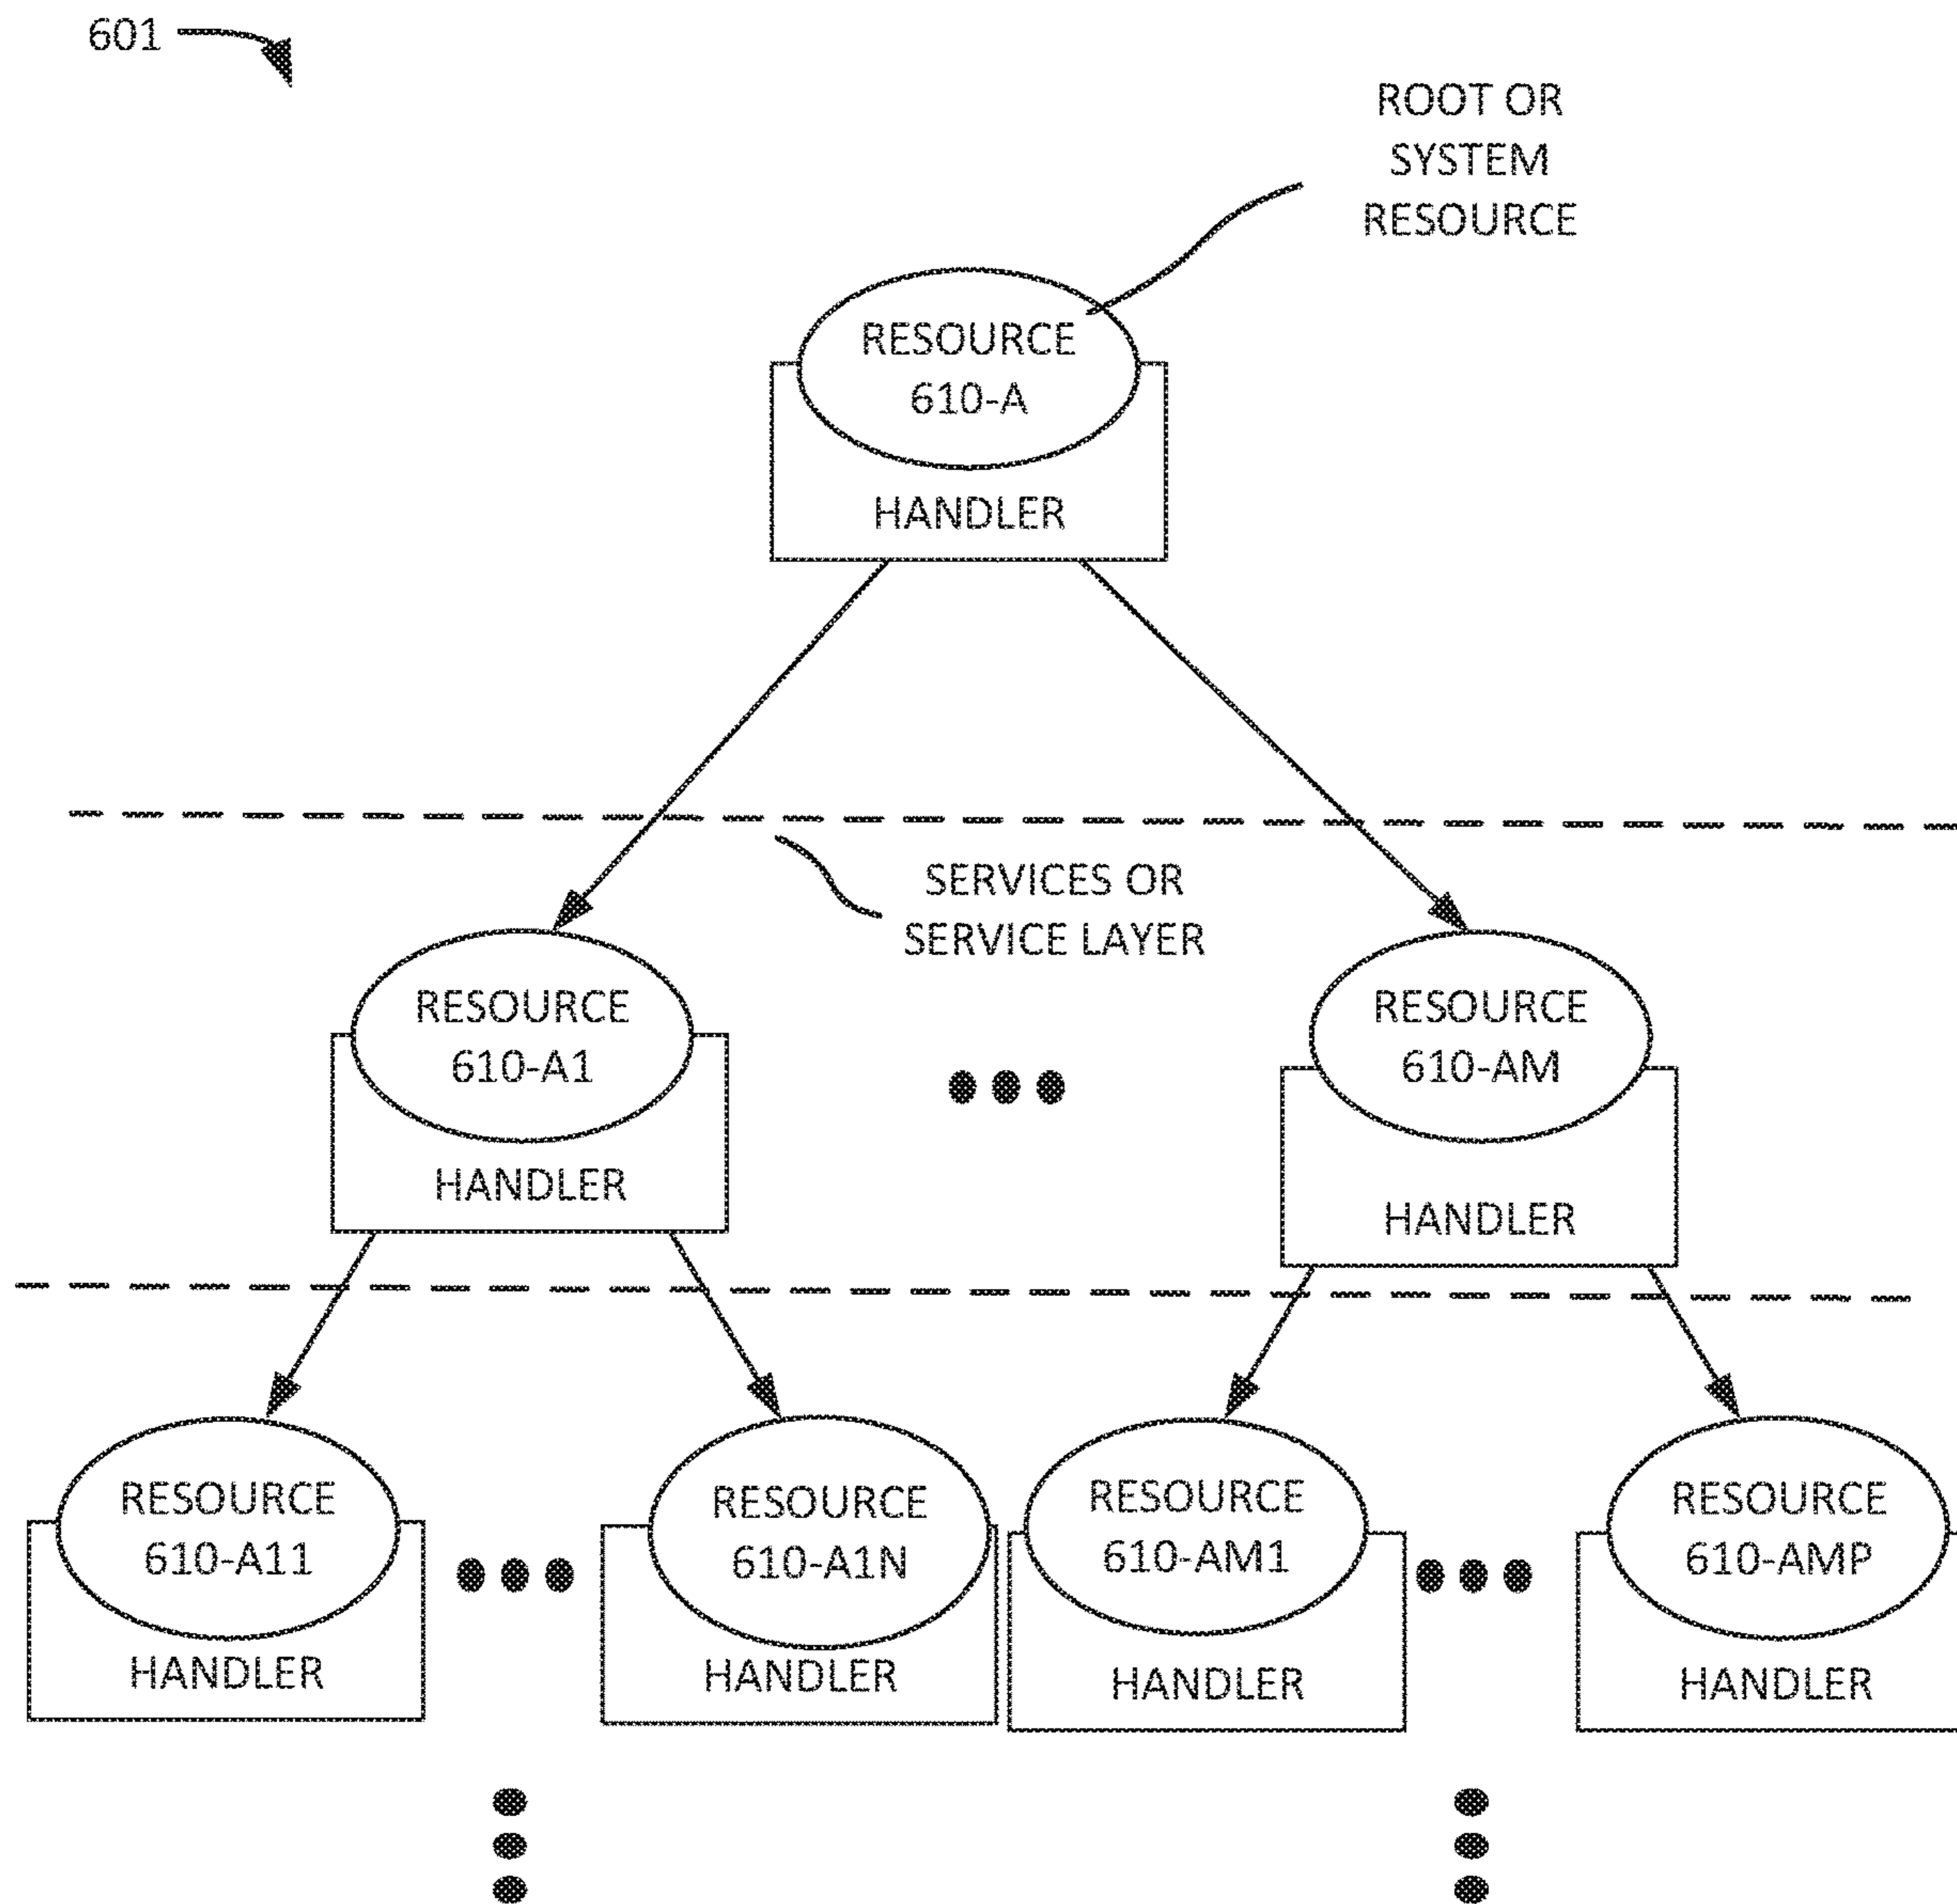 601
ROOT OR
SYSTEM
RESOURCE
RESOURCE
610-A
HANDLER
SERVICES OR
SERVICE LAYER
RESOURCE
610-A1
HANDLER
RESOURCE
610-AM
HANDLER
RESOURCE
610-A11
HANDLER
RESOURCE
610-A1N
HANDLER
RESOURCE
610-AM1
HANDLER
RESOURCE
610-AMP
HANDLER